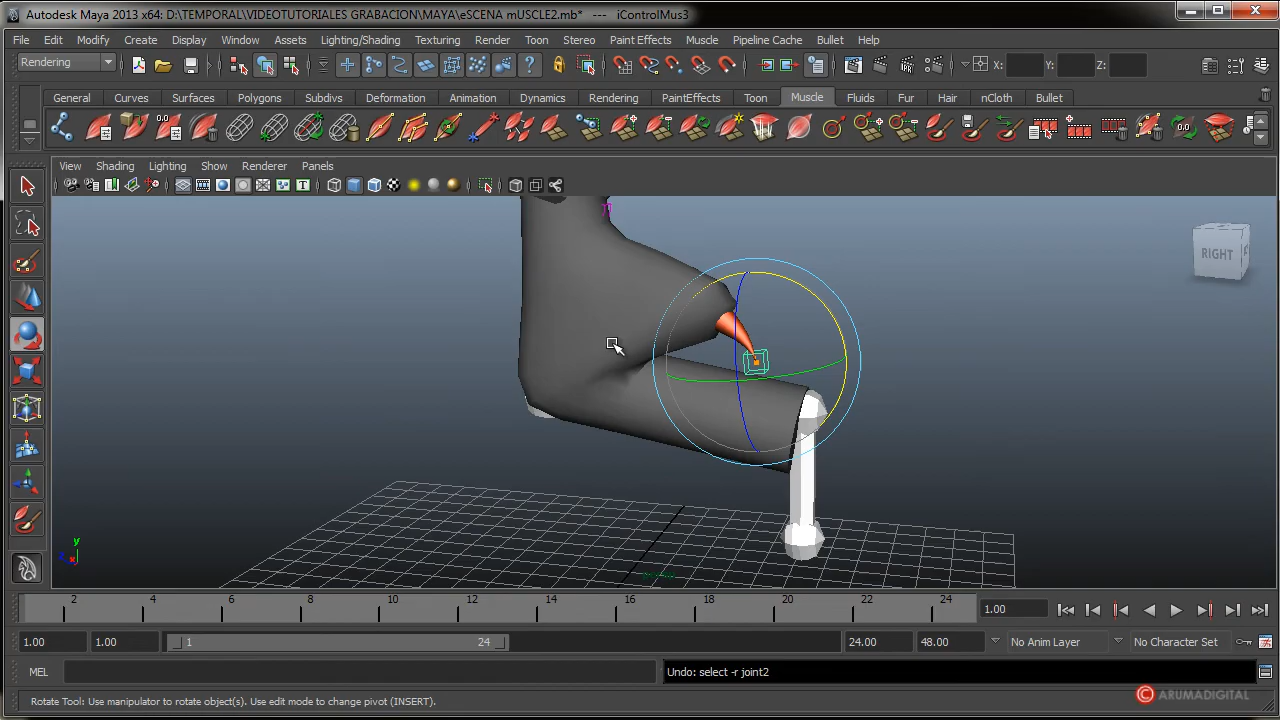 Autodesk Maya 2013 x64: D:\TEMPORAL\VIDEOTUTORIALES GRABACION\MAYA\eSCENA mUSCLE2.mb* --- iControlMus3
File Edit Modify Create Display Window Assets Lighting/Shading Texturing Render Toon Stereo Paint Effects Muscle Pipeline Cache Bullet Help
Rendering X: Y: Z:
General Curves Surfaces Polygons Subdivs Deformation Animation Dynamics Rendering PaintEffects Toon Muscle Fluids Fur Hair nCloth Bullet
0.0 0.0
View Shading Lighting Show Renderer Panels
T
RIGHT
y
2 4 6 8 10 12 14 16 18 20 22 24 1.00
1.00 1.00 1 24 24.00 48.00 No Anim Layer No Character Set
MEL Undo: select -r joint2
Rotate Tool: Use manipulator to rotate object(s). Use edit mode to change pivot (INSERT).
© ARUMADIGITAL